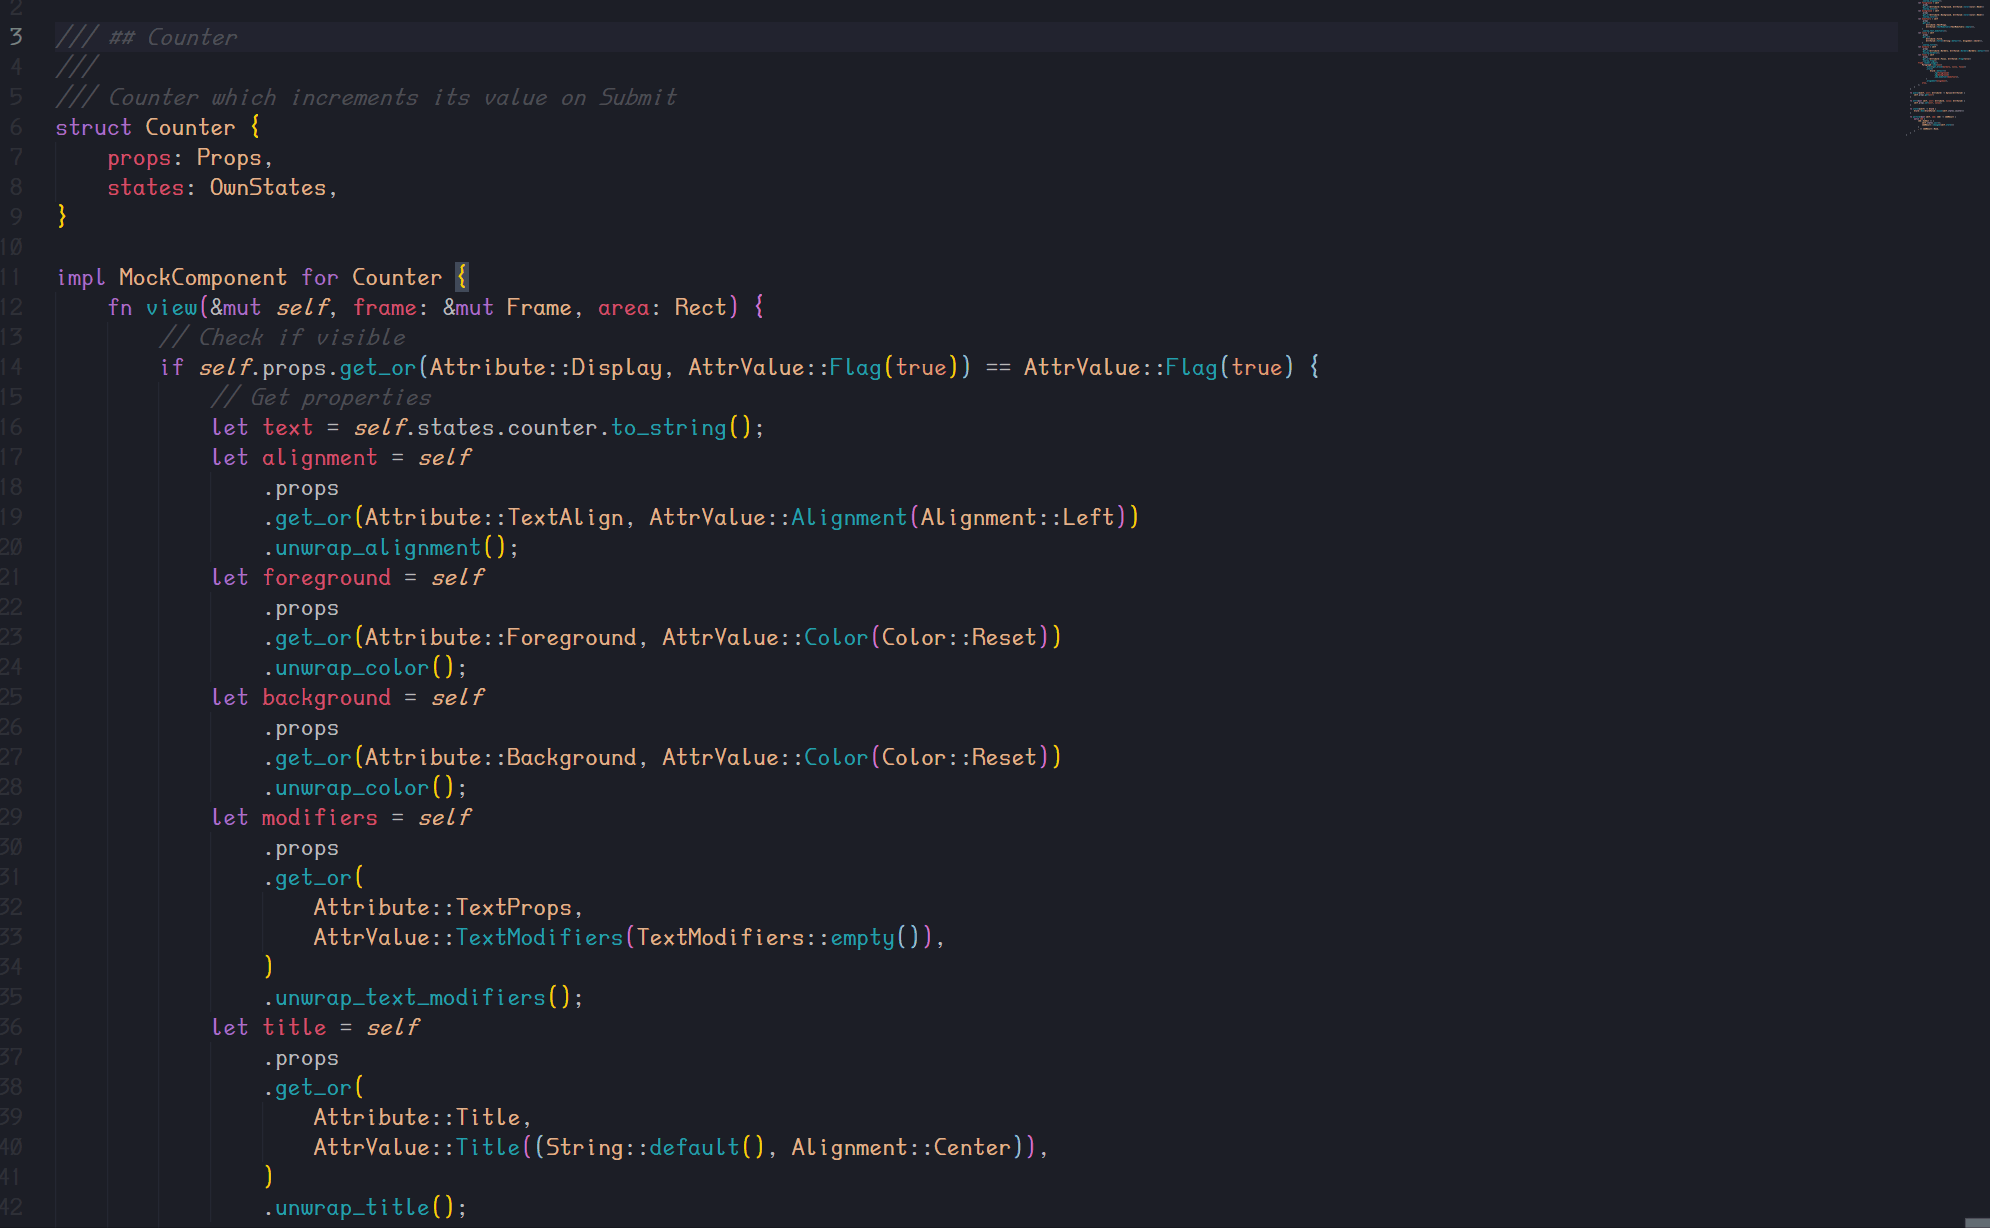 2
3 /// ## Counter
4 ///
5 /// Counter which increments its value on Submit
6 struct Counter {
7     props: Props,
8     states: OwnStates,
9 }
10
11 impl MockComponent for Counter {
12     fn view(&mut self, frame: &mut Frame, area: Rect) {
13         // Check if visible
14         if self.props.get_or(Attribute::Display, AttrValue::Flag(true)) == AttrValue::Flag(true) {
15             // Get properties
16             let text = self.states.counter.to_string();
17             let alignment = self
18                 .props
19                 .get_or(Attribute::TextAlign, AttrValue::Alignment(Alignment::Left))
20                 .unwrap_alignment();
21             let foreground = self
22                 .props
23                 .get_or(Attribute::Foreground, AttrValue::Color(Color::Reset))
24                 .unwrap_color();
25             let background = self
26                 .props
27                 .get_or(Attribute::Background, AttrValue::Color(Color::Reset))
28                 .unwrap_color();
29             let modifiers = self
30                 .props
31                 .get_or(
32                     Attribute::TextProps,
33                     AttrValue::TextModifiers(TextModifiers::empty()),
34                 )
35                 .unwrap_text_modifiers();
36             let title = self
37                 .props
38                 .get_or(
39                     Attribute::Title,
40                     AttrValue::Title((String::default(), Alignment::Center)),
41                 )
42                 .unwrap_title();